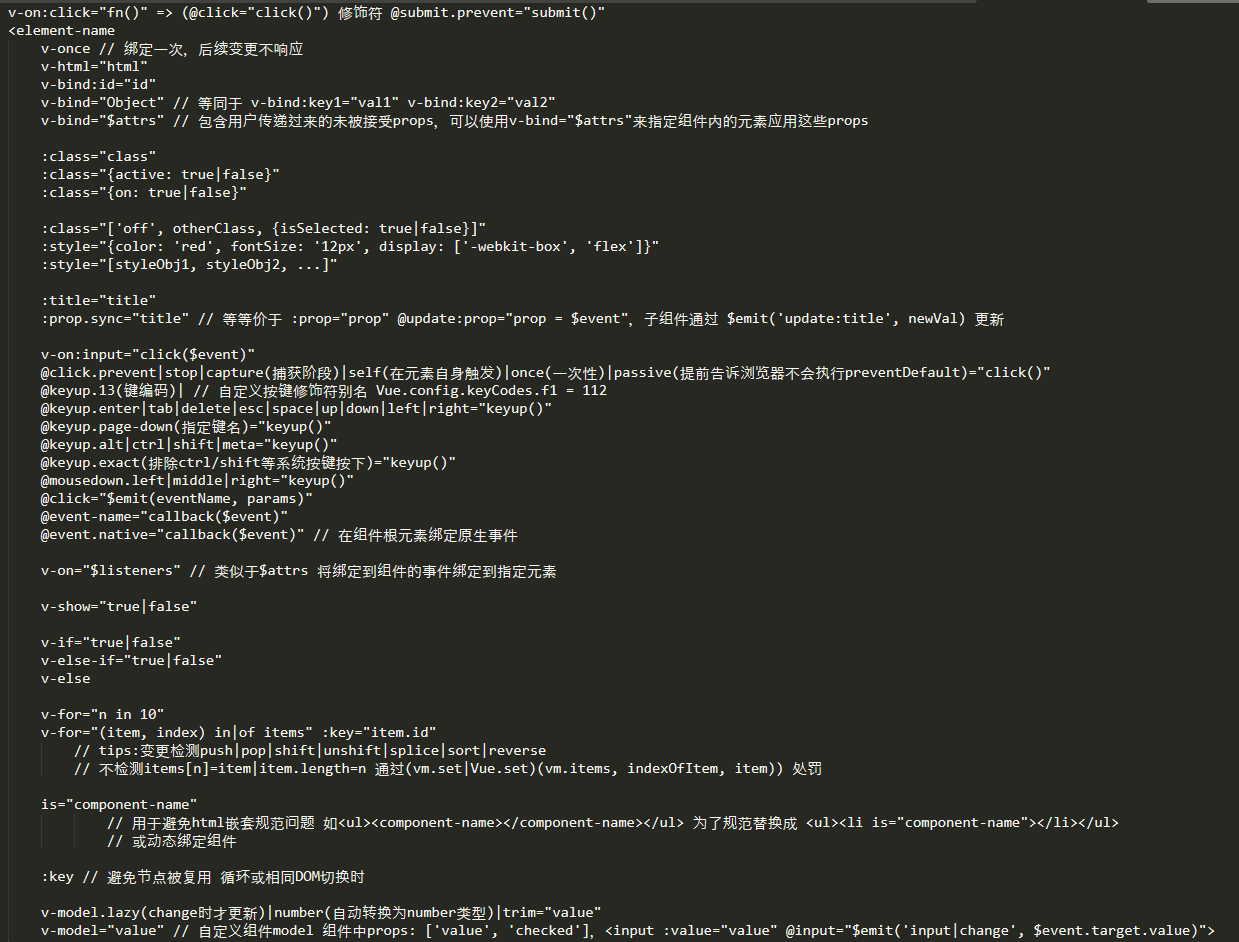 v-on:click="fn()" => (@click="click()") 修饰符 @submit.prevent="submit()"
<element-name
v-once // 绑定一次，后续变更不响应
v-html="html"
v-bind:id="id"
v-bind="Object" // 等同于 v-bind:key1="val1" v-bind:key2="val2"
v-bind="$attrs" // 包含用户传递过来的未被接受props，可以使用v-bind="$attrs"来指定组件内的元素应用这些props
:class="class"
:class="{active: true|false}"
:class="{on: true|false}"
:class="['off', otherClass, {isSelected: true|false}]"
:style="{color: 'red', fontSize: '12px', display: ['-webkit-box', 'flex']}"
:style="[styleObj1, styleObj2, ...]"
:title="title"
:prop.sync="title" // 等等价于 :prop="prop" @update:prop="prop = $event"，子组件通过 $emit('update:title', newVal) 更新
v-on:input="click($event)"
@click.prevent|stop|capture(捕获阶段)|self(在元素自身触发)|once(一次性)|passive(提前告诉浏览器不会执行preventDefault)="click()"
@keyup.13(键编码)| // 自定义按键修饰符别名 Vue.config.keyCodes.f1 = 112
@keyup.enter|tab|delete|esc|space|up|down|left|right="keyup()"
@keyup.page-down(指定键名)="keyup()"
@keyup.alt|ctrl|shift|meta="keyup()"
@keyup.exact(排除ctrl/shift等系统按键按下)="keyup()"
@mousedown.left|middle|right="keyup()"
@click="$emit(eventName, params)"
@event-name="callback($event)"
@event.native="callback($event)" // 在组件根元素绑定原生事件
v-on="$listeners" // 类似于$attrs 将绑定到组件的事件绑定到指定元素
v-show="true|false"
v-if="true|false"
v-else-if="true|false"
v-else
v-for="n in 10"
v-for="(item, index) in|of items" :key="item.id"
// tips:变更检测push|pop|shift|unshift|splice|sort|reverse
// 不检测items[n]=item|item.length=n 通过(vm.set|Vue.set)(vm.items, indexOfItem, item)) 处罚
is="component-name"
// 用于避免html嵌套规范问题 如<ul><component-name></component-name></ul> 为了规范替换成 <ul><li is="component-name"></li></ul>
// 或动态绑定组件
:key // 避免节点被复用 循环或相同DOM切换时
v-model.lazy(change时才更新)|number(自动转换为number类型)|trim="value"
v-model="value" // 自定义组件model 组件中props: ['value', 'checked']，<input :value="value" @input="$emit('input|change', $event.target.value)">